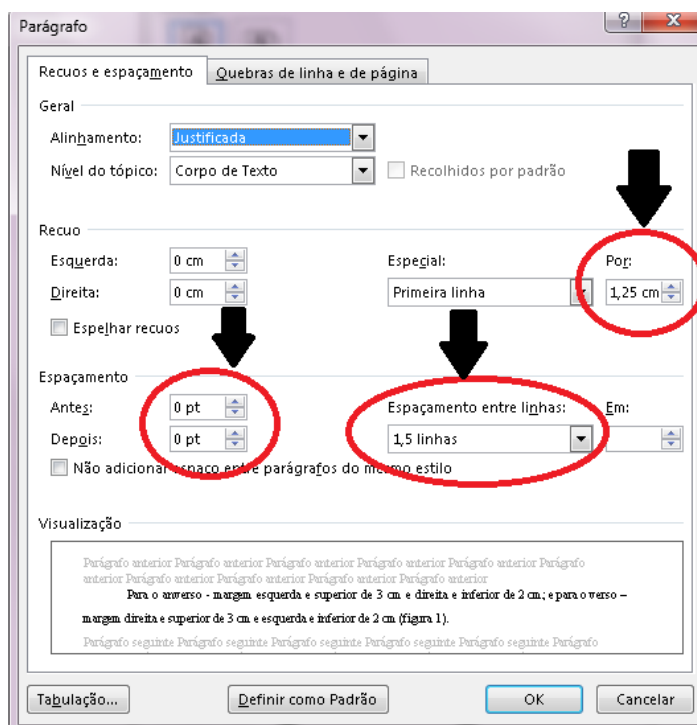 Parágrafo
Recuos e espaçamento Quebras de linha e de página
Geral
Alinhamento: Justificada
Nível do tópico: Corpo de Texto Recolhidos por padrão
Recuo
Esquerda: 0 cm Especial: Por:
Direita: 0 cm Primeira linha 1,25 cm
Espelhar recuos
Espaçamento
Antes: 0 pt Espaçamento entre linhas: Em:
Depois: 0 pt 1,5 linhas
Não adicionar espaço entre parágrafos do mesmo estilo
Visualização
Parágrafo anterior Parágrafo anterior Parágrafo anterior Parágrafo anterior Parágrafo anterior Parágrafo
anterior Parágrafo anterior Parágrafo anterior Parágrafo anterior Parágrafo anterior
Para o anverso - margem esquerda e superior de 3 cm e direita e inferior de 2 cm; e para o verso –
margem direita e superior de 3 cm e esquerda e inferior de 2 cm (figura 1).
Parágrafo seguinte Parágrafo seguinte Parágrafo seguinte Parágrafo seguinte Parágrafo seguinte Parágrafo
Tabulação... Definir como Padrão OK Cancelar